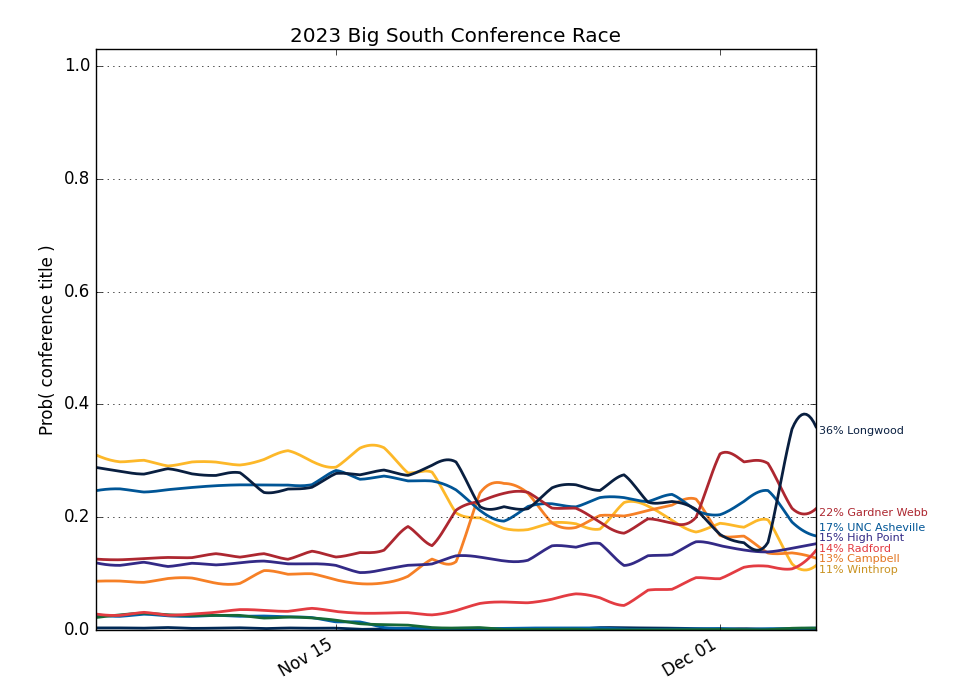 2023 Big South Conference Race
Prob( conference title )
1.0
0.8
0.6
0.4
0.2
0.0
36% Longwood
22% Gardner Webb
17% UNC Asheville
15% High Point
14% Radford
13% Campbell
11% Winthrop
Nov 15
Dec 01